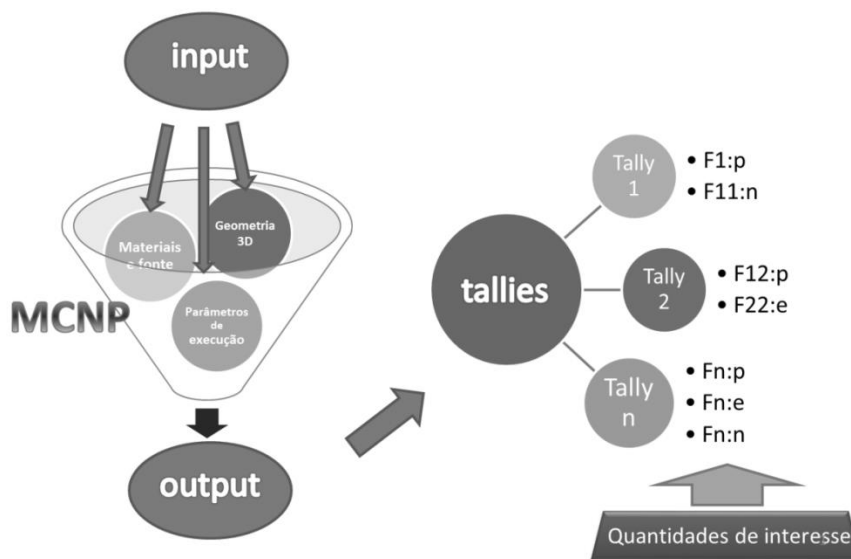 input
Materiais
e fonte
Geometria
3D
Parâmetros
de
execução
MCNP
output
tallies
Tally
1
• F1:p
• F11:n
Tally
2
• F12:p
• F22:e
Tally
n
• Fn:p
• Fn:e
• Fn:n
Quantidades de interesse